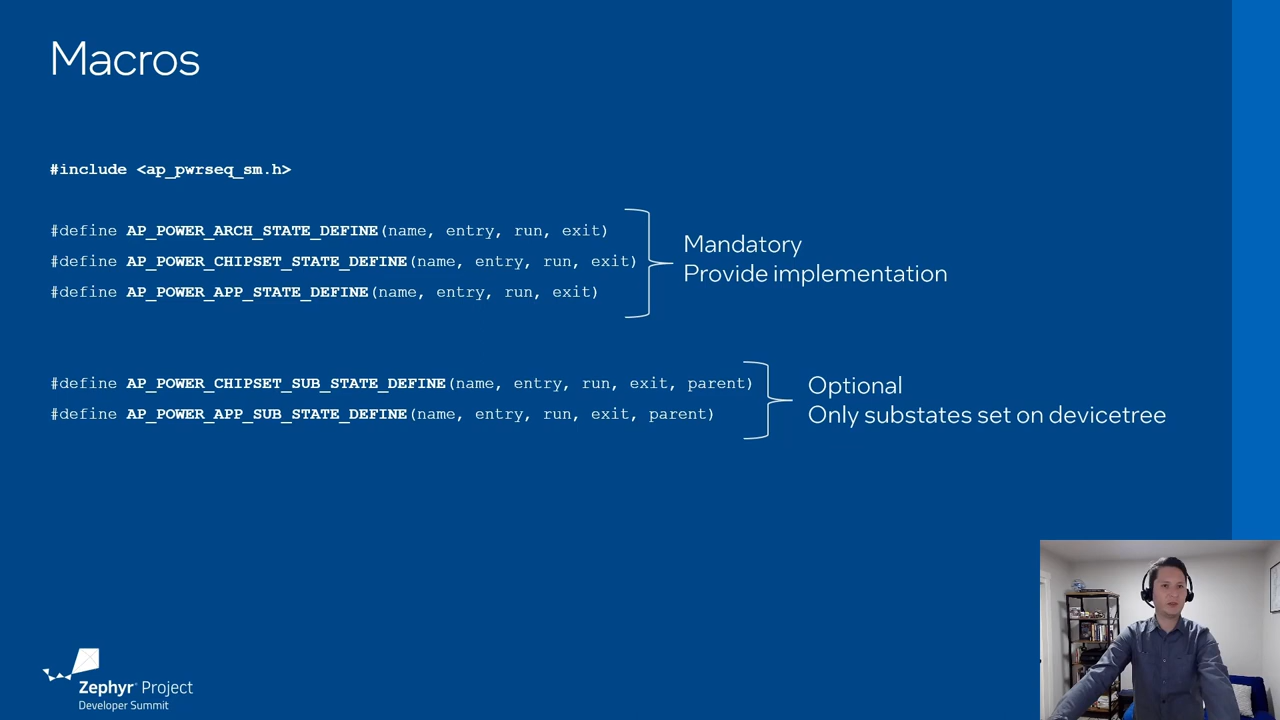 Macros
#include <ap_pwrseq_sm.h>
#define AP_POWER_ARCH_STATE_DEFINE(name, entry, run, exit)
#define AP_POWER_CHIPSET_STATE_DEFINE(name, entry, run, exit)
#define AP_POWER_APP_STATE_DEFINE(name, entry, run, exit)
Mandatory
Provide implementation
#define AP_POWER_CHIPSET_SUB_STATE_DEFINE(name, entry, run, exit, parent)
#define AP_POWER_APP_SUB_STATE_DEFINE(name, entry, run, exit, parent)
Optional
Only substates set on devicetree
Zephyr Project
Developer Summit